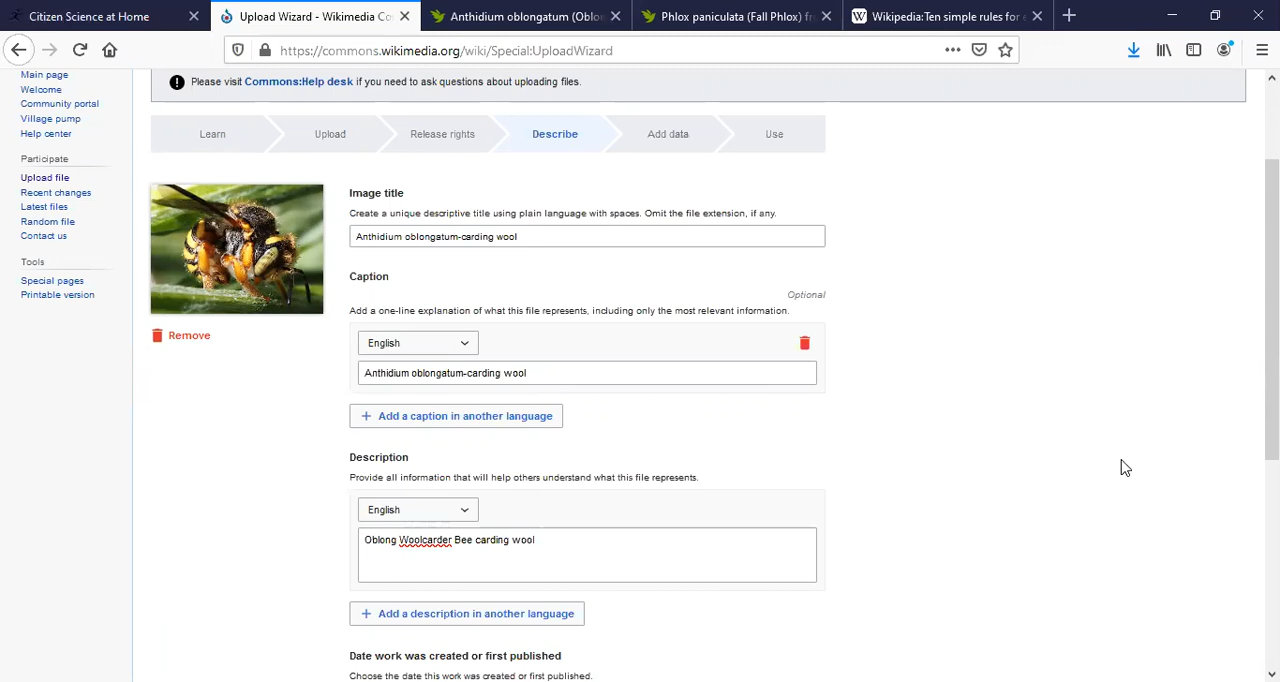 Citizen Science at Home
Upload Wizard - Wikimedia Co
Anthidium oblongatum (Oblo
Phlox paniculata (Fall Phlox) fr
Wikipedia:Ten simple rules for e
https://commons.wikimedia.org/wiki/Special:UploadWizard
Main page
Welcome
Community portal
Village pump
Help center
Participate
Upload file
Recent changes
Latest files
Random file
Contact us
Tools
Special pages
Printable version
Please visit Commons:Help desk if you need to ask questions about uploading files.
Learn
Upload
Release rights
Describe
Add data
Use
Remove
Image title
Create a unique descriptive title using plain language with spaces. Omit the file extension, if any.
Anthidium oblongatum-carding wool
Caption
Optional
Add a one-line explanation of what this file represents, including only the most relevant information.
English
Anthidium oblongatum-carding wool
+ Add a caption in another language
Description
Provide all information that will help others understand what this file represents.
English
Oblong Woolcarder Bee carding wool
+ Add a description in another language
Date work was created or first published
Choose the date this work was created or first published.